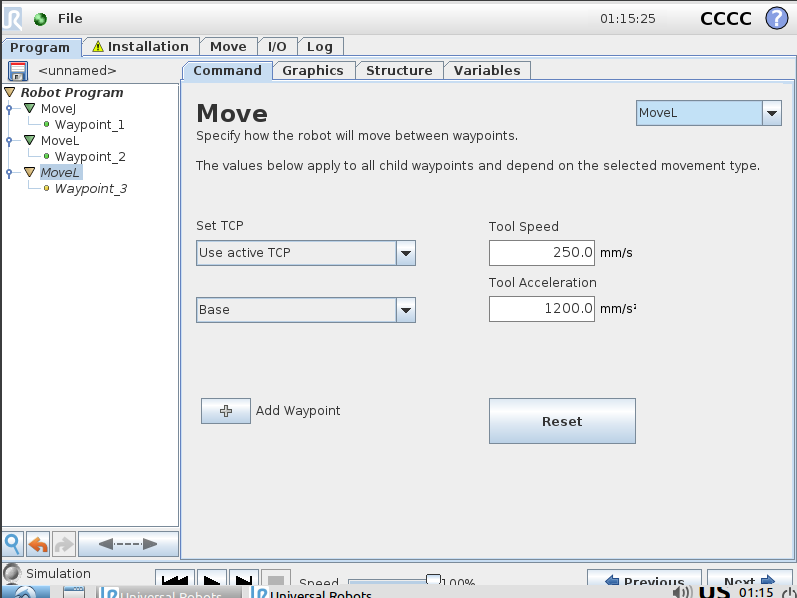 File 01:15:25 CCCC ?
Program Installation Move I/O Log
<unnamed> Command Graphics Structure Variables
Robot Program
MoveJ
Waypoint_1
MoveL
Waypoint_2
MoveL
Waypoint_3
Move
MoveL
Specify how the robot will move between waypoints.
The values below apply to all child waypoints and depend on the selected movement type.
Set TCP
Tool Speed
Use active TCP
250.0 mm/s
Tool Acceleration
Base
1200.0 mm/s²
Add Waypoint
Reset
Simulation
Speed 100%
Previous Next
Universal Robots Universal Robots US 01:15